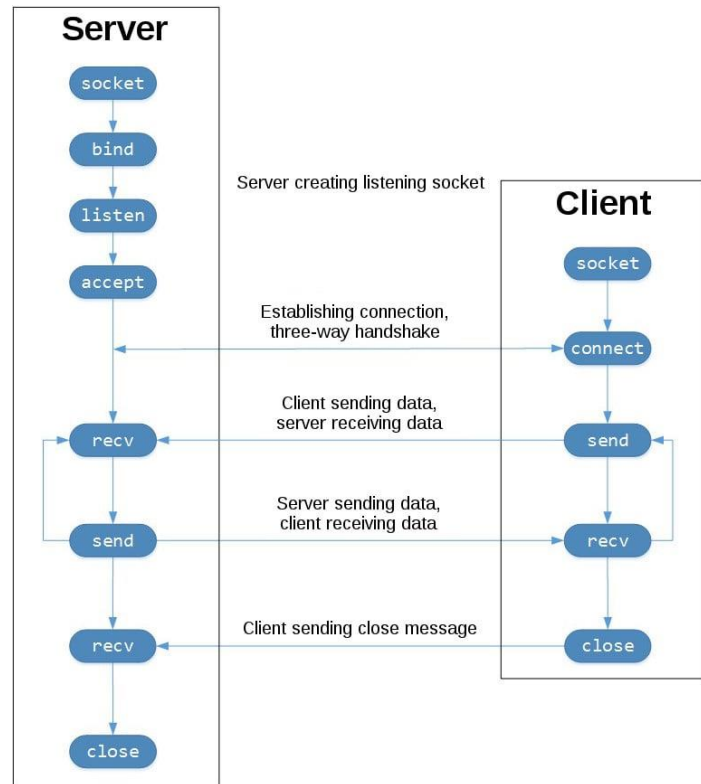 Server
socket
bind
listen
accept
recv
send
recv
close
Server creating listening socket
Establishing connection,
three-way handshake
Client sending data,
server receiving data
Server sending data,
client receiving data
Client sending close message
Client
socket
connect
send
recv
close